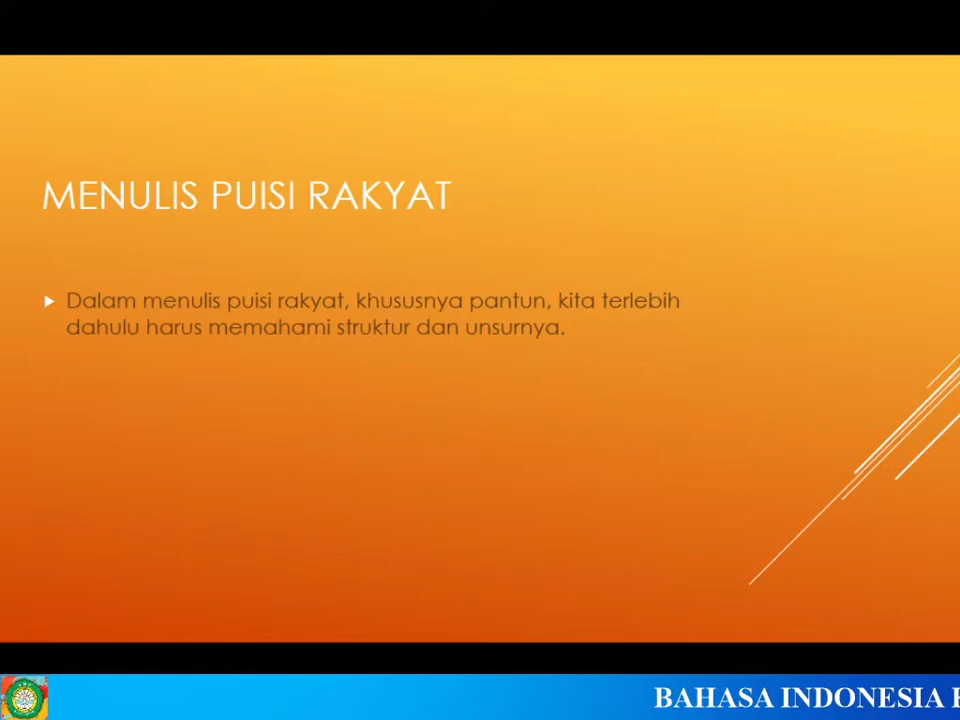 MENULIS PUISI RAKYAT
Dalam menulis puisi rakyat, khususnya pantun, kita terlebih
dahulu harus memahami struktur dan unsurnya.
BAHASA INDONESIA